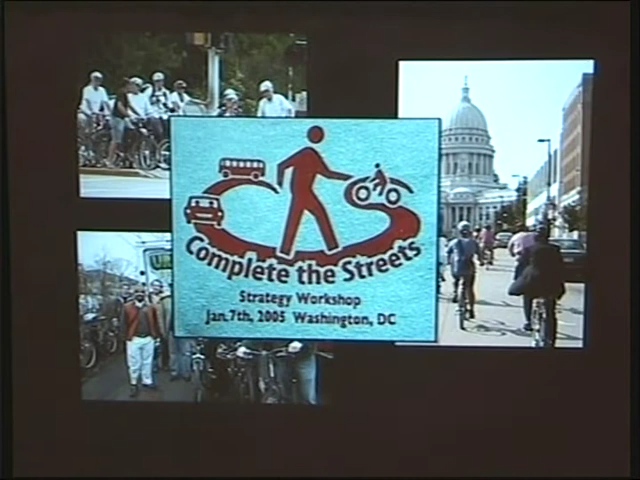 Complete the Streets
Strategy Workshop
Jan. 7th, 2005 Washington, DC